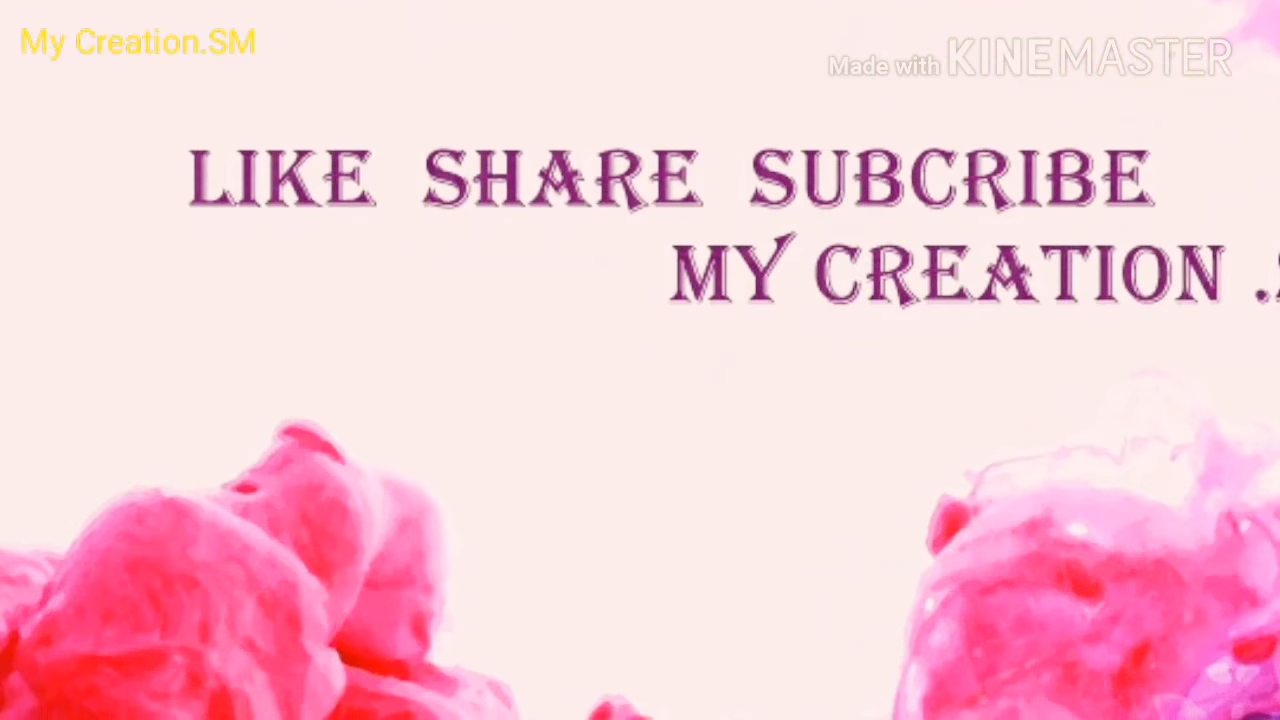 My Creation.SM
Made with KINEMASTER
LIKE SHARE SUBCRIBE
MY CREATION .